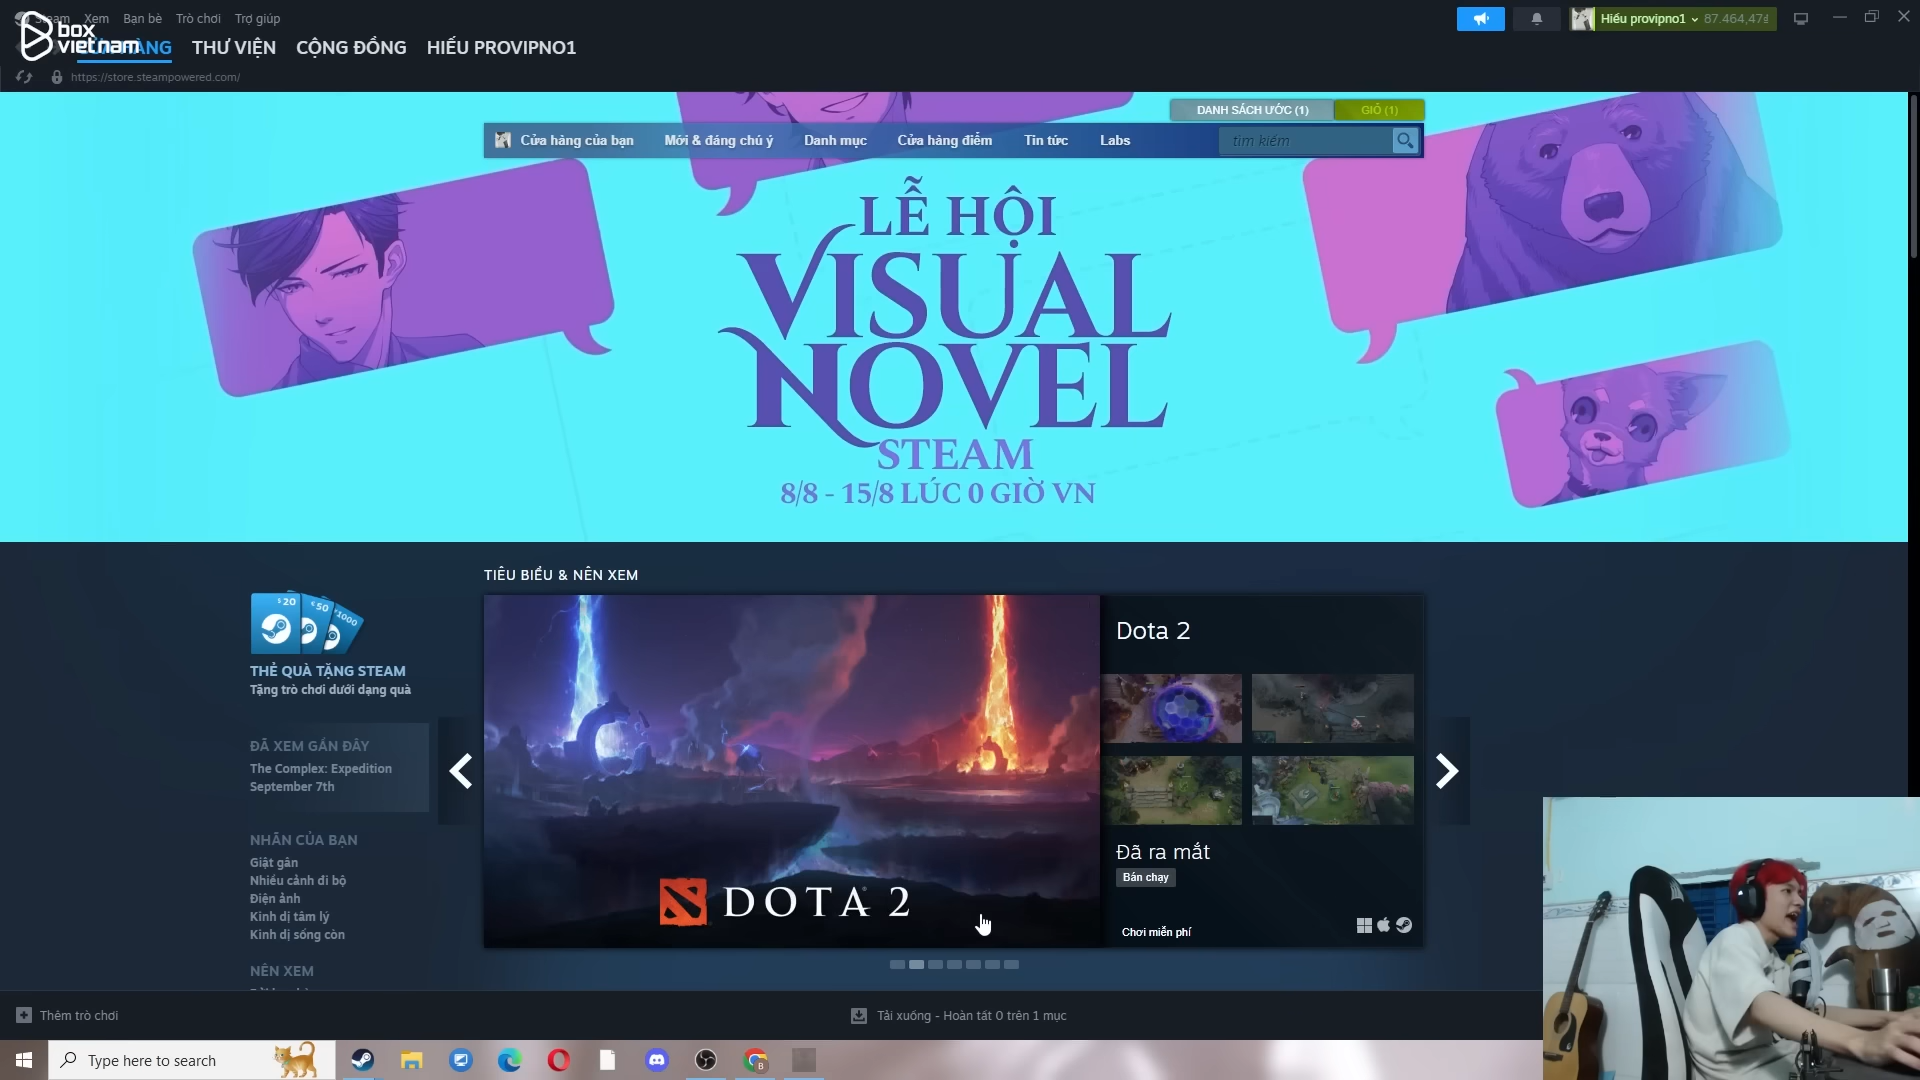 Steam Xem Bạn bè Trò chơi Trợ giúp
box
vietnam
CỬA HÀNG THƯ VIỆN CỘNG ĐỒNG HIẾU PROVIPNO1
Hiếu provipno1 87.464,47₫
https://store.steampowered.com/
DANH SÁCH ƯỚC (1) GIỎ (1)
Cửa hàng của bạn Mới & đáng chú ý Danh mục Cửa hàng điểm Tin tức Labs tìm kiếm
LỄ HỘI
VISUAL
NOVEL
STEAM
8/8 - 15/8 LÚC 0 GIỜ VN
TIÊU BIỂU & NÊN XEM
$20 €50 ¥1000
THẺ QUÀ TẶNG STEAM
Tặng trò chơi dưới dạng quà
ĐÃ XEM GẦN ĐÂY
The Complex: Expedition
September 7th
NHÃN CỦA BẠN
Giật gân
Nhiều cảnh đi bộ
Điện ảnh
Kinh dị tâm lý
Kinh dị sống còn
NÊN XEM
DOTA 2
Dota 2
Đã ra mắt
Bán chạy
Chơi miễn phí
Thêm trò chơi
Tải xuống - Hoàn tất 0 trên 1 mục
Type here to search